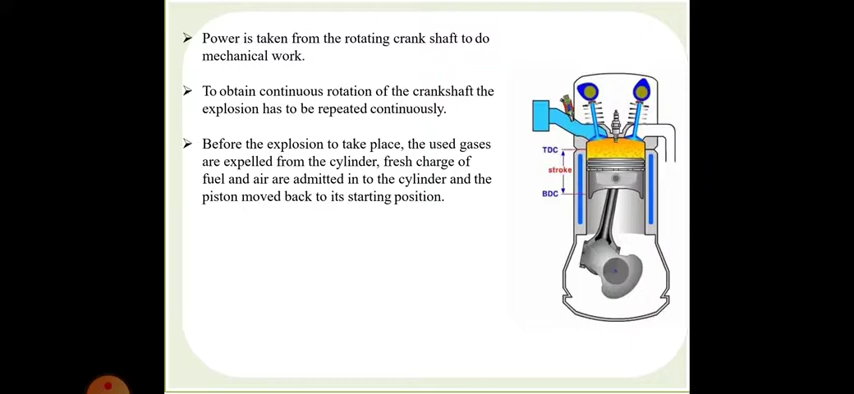 Power is taken from the rotating crank shaft to do
mechanical work.
To obtain continuous rotation of the crankshaft the
explosion has to be repeated continuously.
Before the explosion to take place, the used gases
are expelled from the cylinder, fresh charge of
fuel and air are admitted in to the cylinder and the
piston moved back to its starting position.
TDC
stroke
BDC